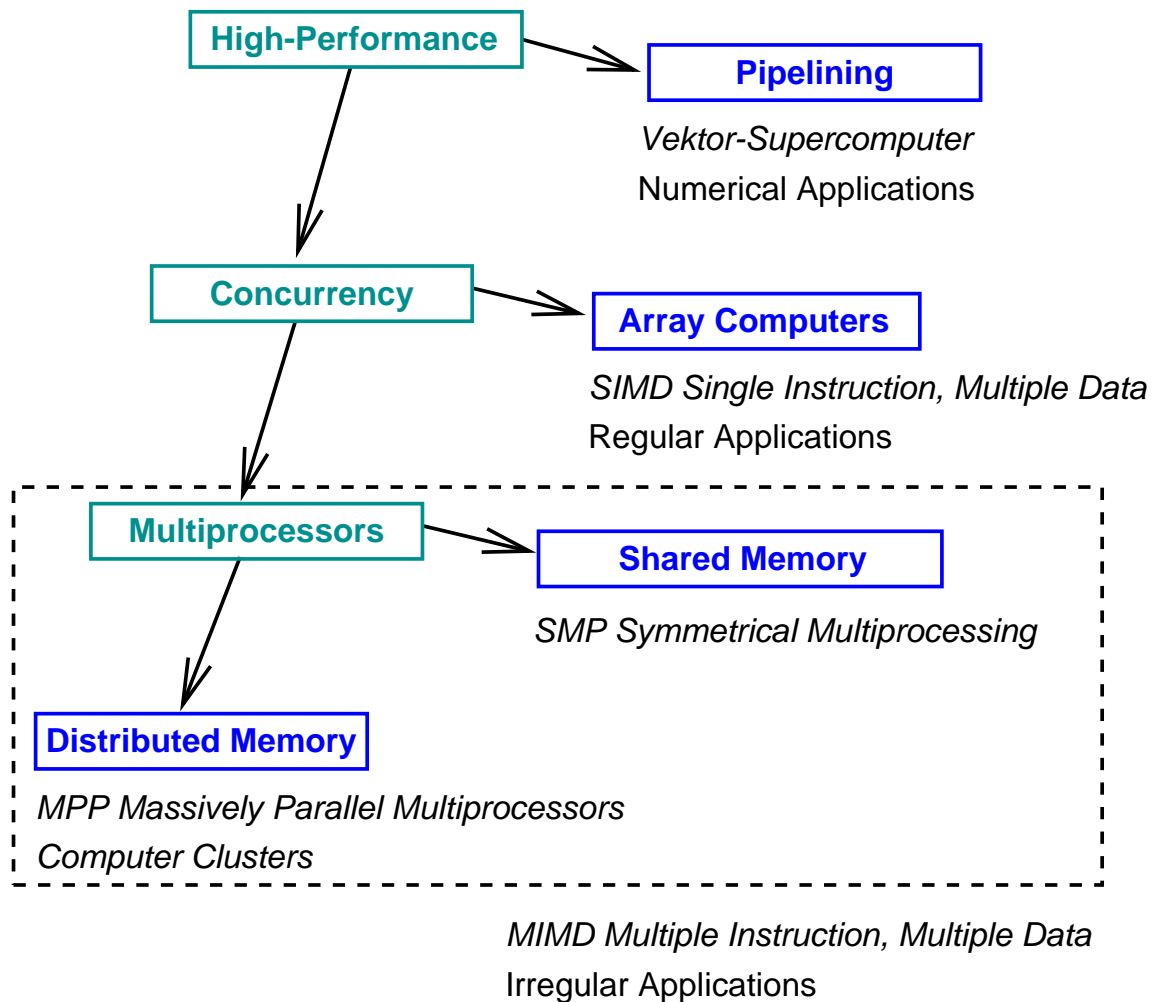 High-Performance
Pipelining
Vektor-Supercomputer
Numerical Applications
Concurrency
Array Computers
SIMD Single Instruction, Multiple Data
Regular Applications
Multiprocessors
Shared Memory
SMP Symmetrical Multiprocessing
Distributed Memory
MPP Massively Parallel Multiprocessors
Computer Clusters
MIMD Multiple Instruction, Multiple Data
Irregular Applications